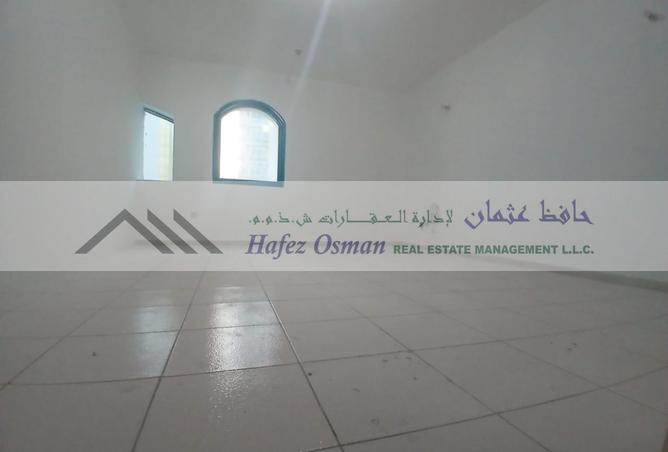 حافظ عثمان لإدارة العقارات ش.ذ.م.م.
Hafez Osman REAL ESTATE MANAGEMENT L.L.C.